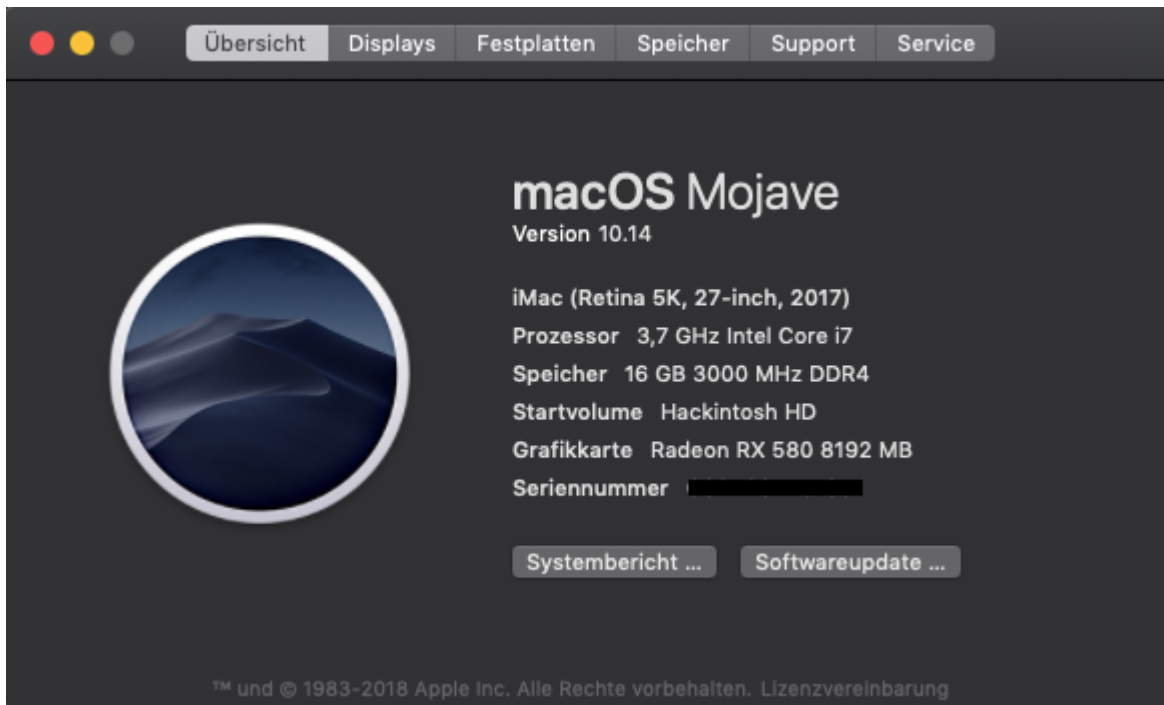 Übersicht Displays Festplatten Speicher Support Service
macOS Mojave
Version 10.14
iMac (Retina 5K, 27-inch, 2017)
Prozessor 3,7 GHz Intel Core i7
Speicher 16 GB 3000 MHz DDR4
Startvolume Hackintosh HD
Grafikkarte Radeon RX 580 8192 MB
Seriennummer
Systembericht ... Softwareupdate ...
™ und © 1983-2018 Apple Inc. Alle Rechte vorbehalten. Lizenzvereinbarung